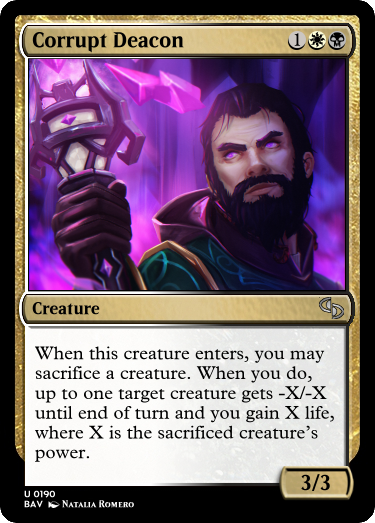 Corrupt Deacon 1
Creature
When this creature enters, you may
sacrifice a creature. When you do,
up to one target creature gets -X/-X
until end of turn and you gain X life,
where X is the sacrificed creature's
power.
3/3
U 0190
BAV Natalia Romero